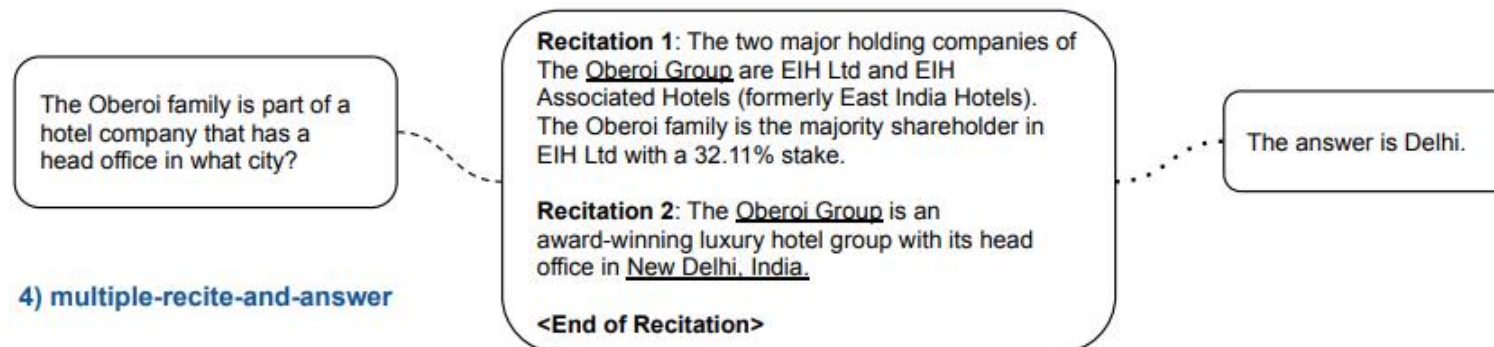 The Oberoi family is part of a
hotel company that has a
head office in what city?
4) multiple-recite-and-answer
Recitation 1: The two major holding companies of
The Oberoi Group are EIH Ltd and EIH
Associated Hotels (formerly East India Hotels).
The Oberoi family is the majority shareholder in
EIH Ltd with a 32.11% stake.
Recitation 2: The Oberoi Group is an
award-winning luxury hotel group with its head
office in New Delhi, India.
<End of Recitation>
The answer is Delhi.